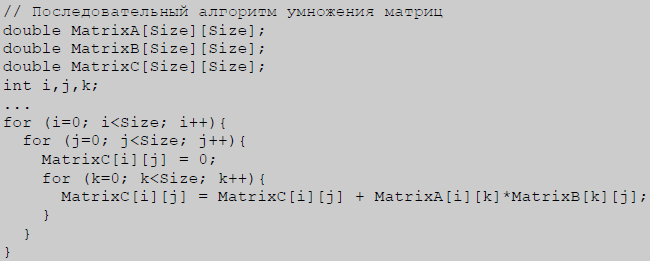 // Последовательный алгоритм умножения матриц
double MatrixA[Size][Size];
double MatrixB[Size][Size];
double MatrixC[Size][Size];
int i,j,k;
...
for (i=0; i<Size; i++){
  for (j=0; j<Size; j++){
    MatrixC[i][j] = 0;
    for (k=0; k<Size; k++){
      MatrixC[i][j] = MatrixC[i][j] + MatrixA[i][k]*MatrixB[k][j];
    }
  }
}